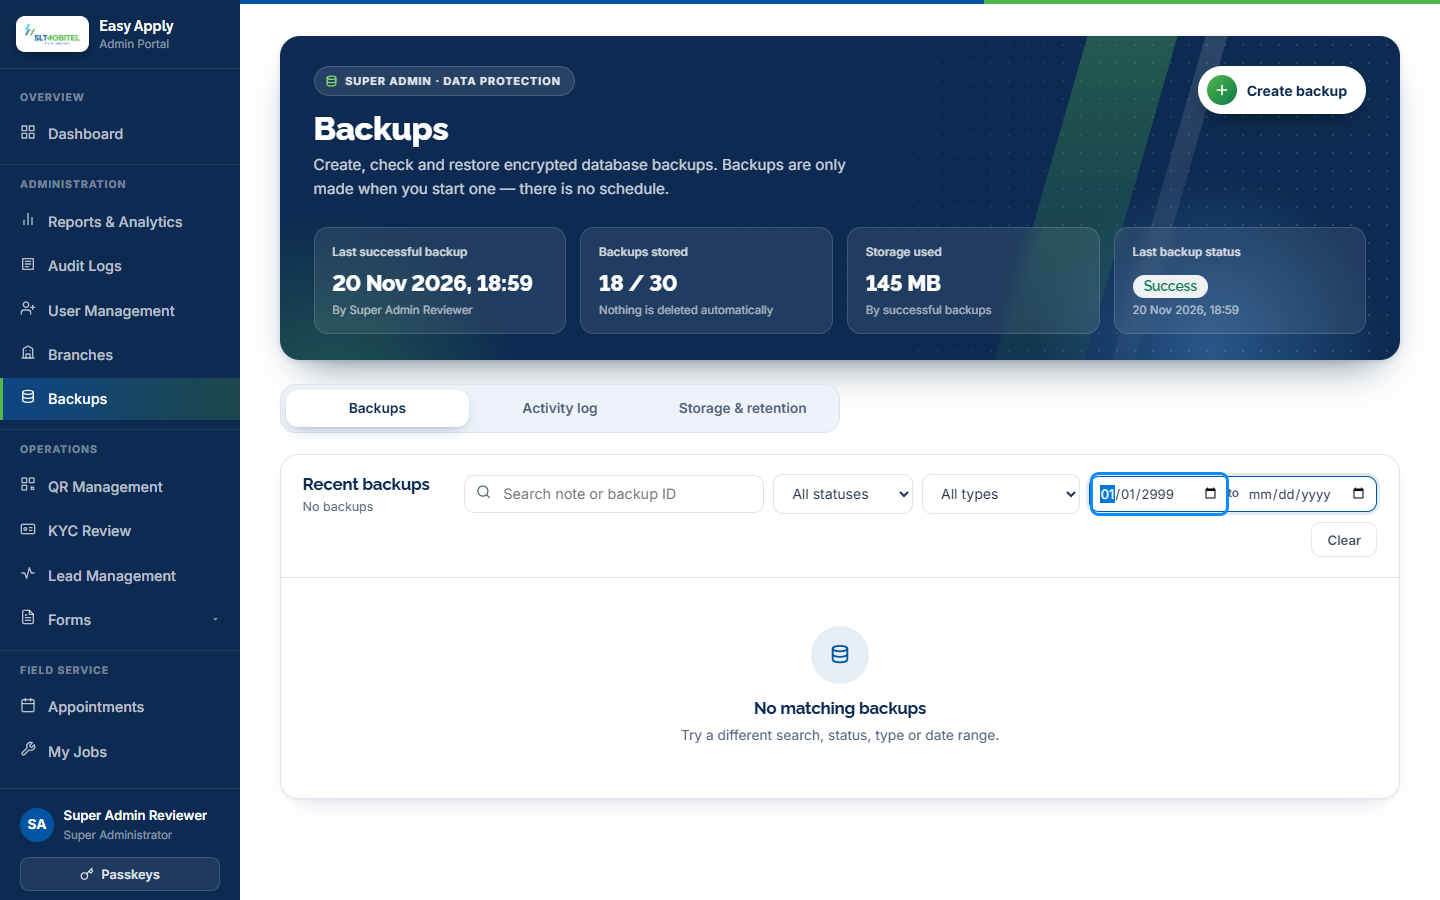 SLTMOBITEL
Easy Apply
Admin Portal
OVERVIEW
Dashboard
ADMINISTRATION
Reports & Analytics
Audit Logs
User Management
Branches
Backups
OPERATIONS
QR Management
KYC Review
Lead Management
Forms
FIELD SERVICE
Appointments
My Jobs
SA
Super Admin Reviewer
Super Administrator
Passkeys
SUPER ADMIN · DATA PROTECTION
Create backup
Backups
Create, check and restore encrypted database backups. Backups are only
made when you start one — there is no schedule.
Last successful backup
20 Nov 2026, 18:59
By Super Admin Reviewer
Backups stored
18 / 30
Nothing is deleted automatically
Storage used
145 MB
By successful backups
Last backup status
Success
20 Nov 2026, 18:59
Backups
Activity log
Storage & retention
Recent backups
No backups
Search note or backup ID
All statuses
All types
01/01/2999
to
mm/dd/yyyy
Clear
No matching backups
Try a different search, status, type or date range.